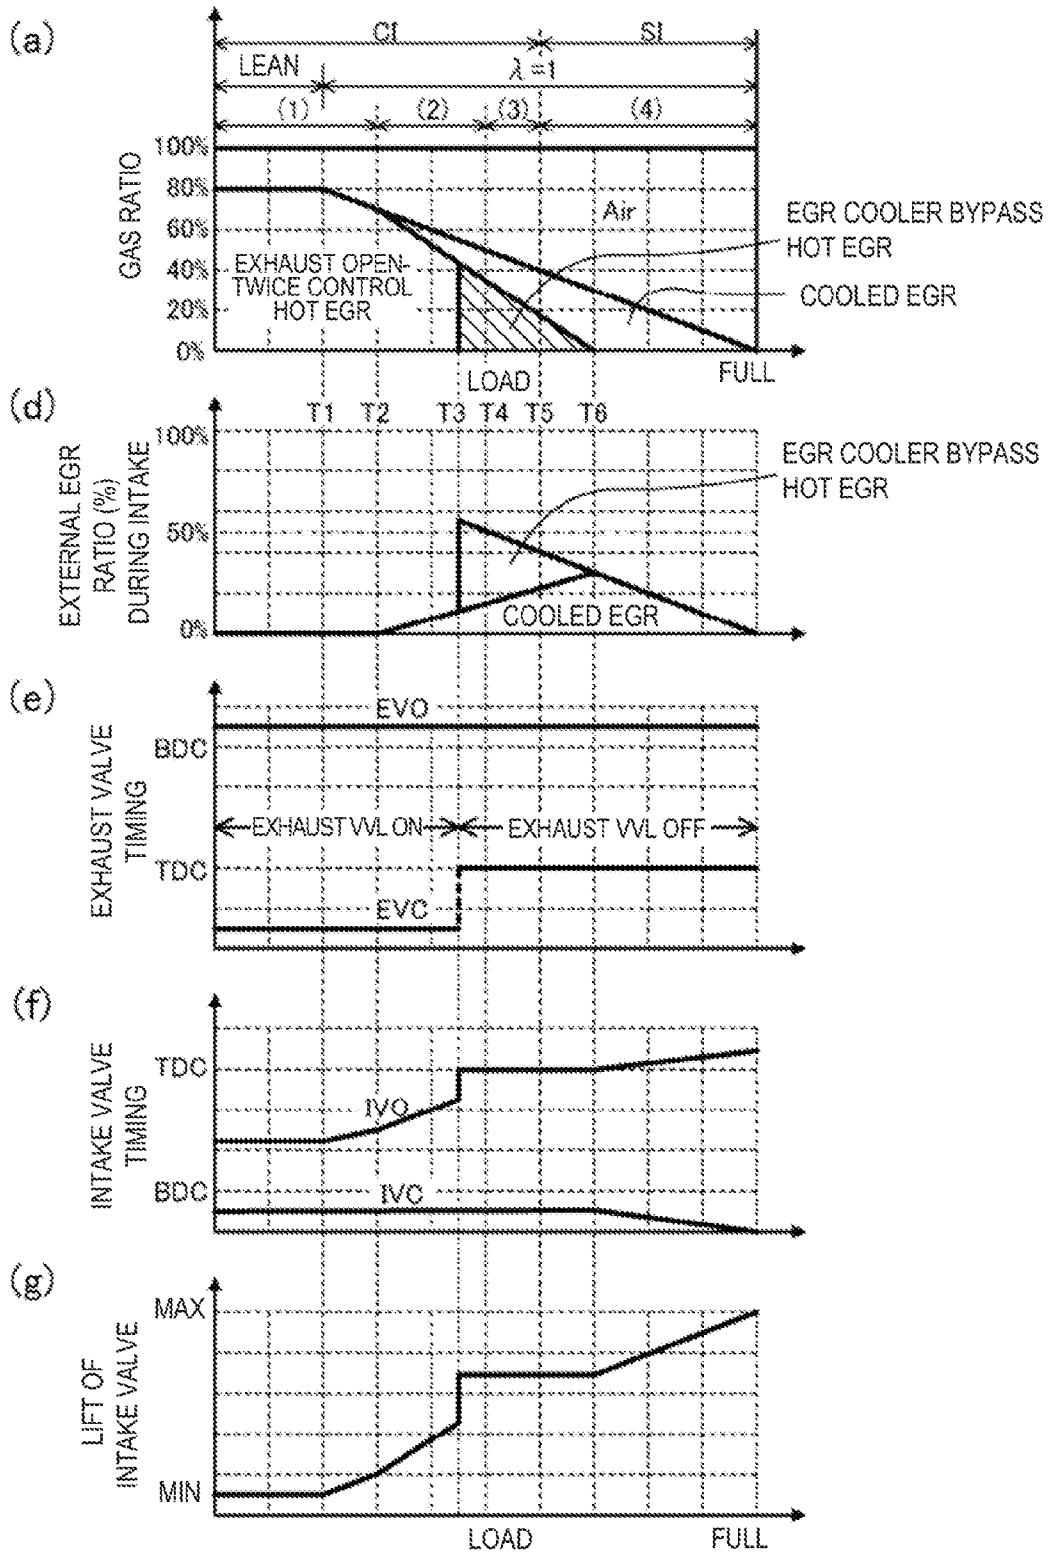 (a)
CI
SI
LEAN
λ=1
(1)
(2)
(3)
(4)
GAS RATIO
100%
80%
60%
40%
20%
0%
Air
EXHAUST OPEN-
TWICE CONTROL
HOT EGR
EGR COOLER BYPASS
HOT EGR
COOLED EGR
LOAD
FULL
(d)
T1
T2
T3
T4
T5
T6
EXTERNAL EGR
RATIO (%)
DURING INTAKE
100%
50%
0%
EGR COOLER BYPASS
HOT EGR
COOLED EGR
(e)
EXHAUST VALVE
TIMING
EVO
BDC
EXHAUST VVL ON
EXHAUST VVL OFF
TDC
EVC
(f)
INTAKE VALVE
TIMING
TDC
IVO
BDC
IVC
(g)
LIFT OF
INTAKE VALVE
MAX
MIN
LOAD
FULL